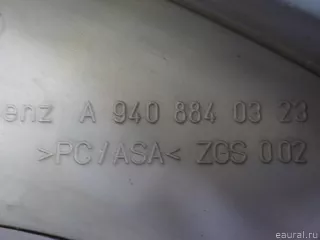 enz A 940 884 03 23
>PC/ASA< ZGS 002
eaural.ru